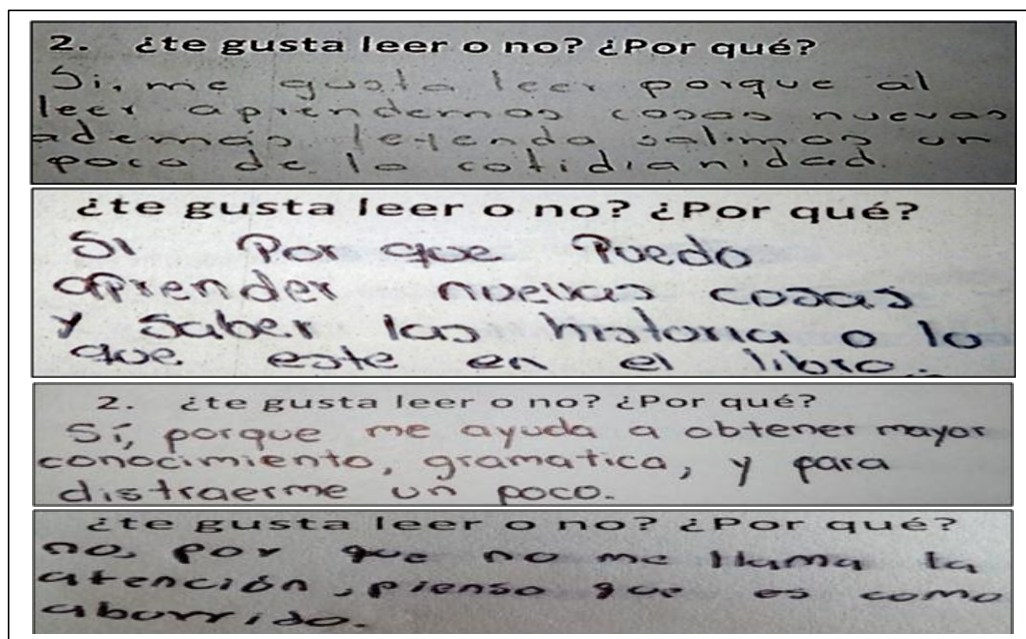 2. ¿te gusta leer o no? ¿Por qué?
Si, me gusta leer porque al
leer aprendemos cosas nuevas
ademas leyendo salimos un
poco de la cotidianidad.
¿te gusta leer o no? ¿Por qué?
Si Por que Puedo
aPrender nuevas cosas
y saber las historia o lo
que este en el libro.
2. ¿te gusta leer o no? ¿Por qué?
Sí, porque me ayuda a obtener mayor
conocimiento, gramatica, y para
distraerme un poco.
¿te gusta leer o no? ¿Por qué?
no, por que no me llama la
atención, pienso que es como
aburrido.